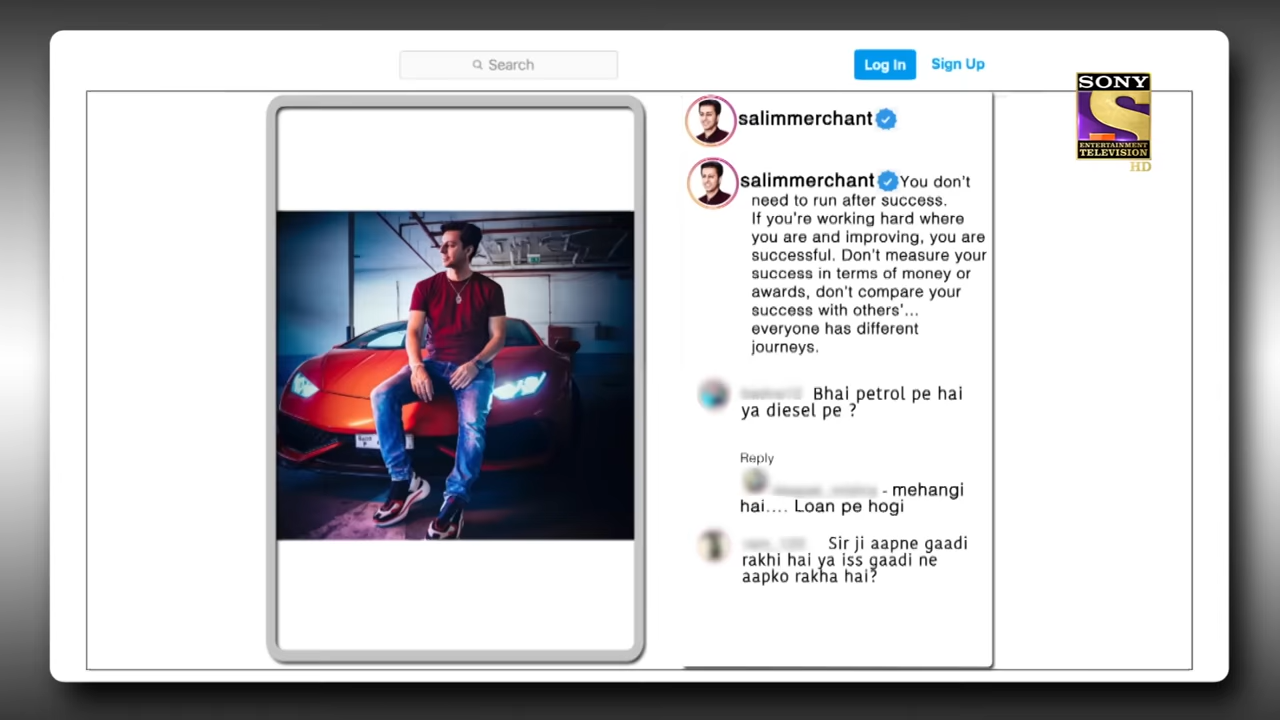 Search
Log In
Sign Up
SONY
ENTERTAINMENT
TELEVISION
HD
salimmerchant
salimmerchant You don't
need to run after success.
If you're working hard where
you are and improving, you are
successful. Don't measure your
success in terms of money or
awards, don't compare your
success with others'...
everyone has different
journeys.
Bhai petrol pe hai
ya diesel pe ?
Reply
- mehangi
hai.... Loan pe hogi
Sir ji aapne gaadi
rakhi hai ya iss gaadi ne
aapko rakha hai?